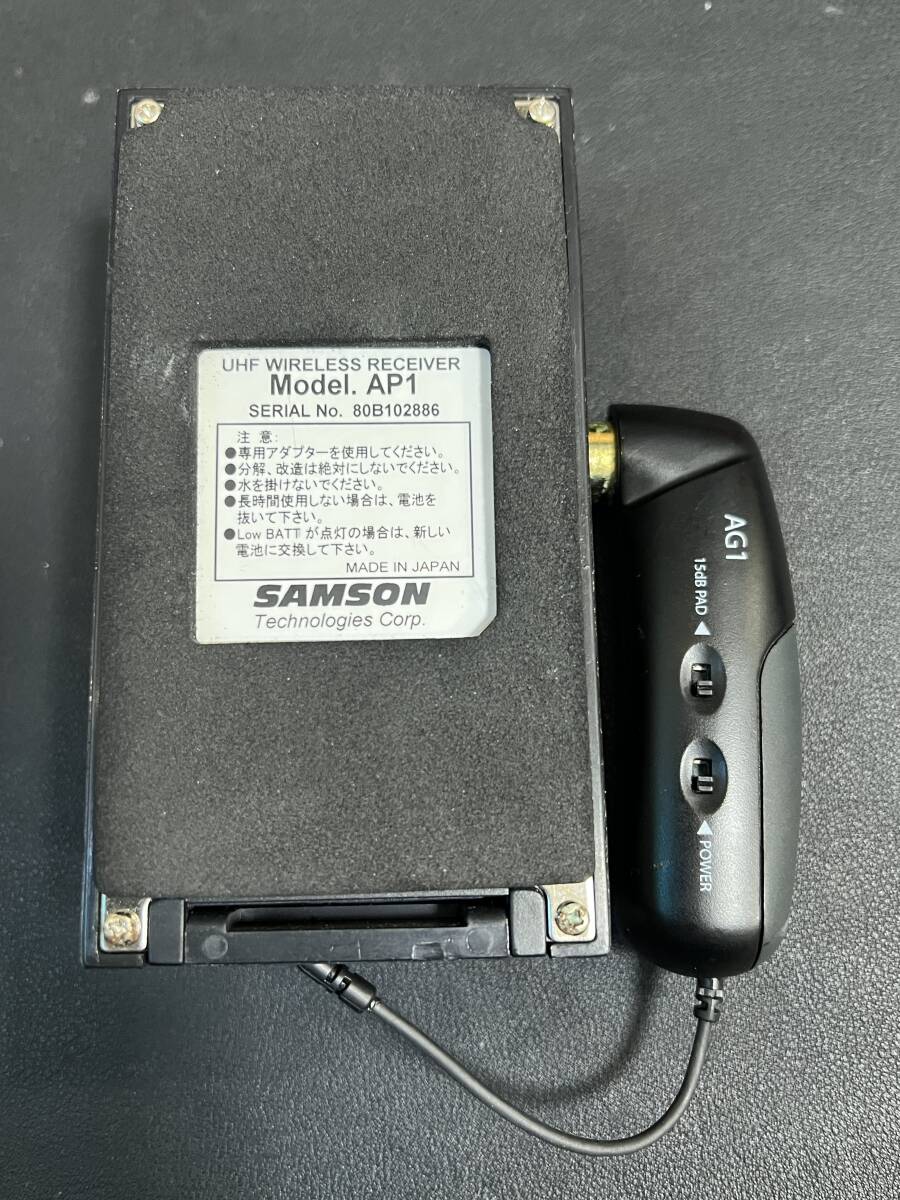 UHF WIRELESS RECEIVER
Model. AP1
SERIAL No. 80B102886
注意:
●専用アダプターを使用してください。
●分解、改造は絶対にしないでください。
●水を掛けないでください。
●長時間使用しない場合は、電池を
抜いて下さい。
●Low BATT が点灯の場合は、新しい
電池に交換して下さい。
MADE IN JAPAN
SAMSON
Technologies Corp.
AG1
15dB PAD ◀
◀ POWER